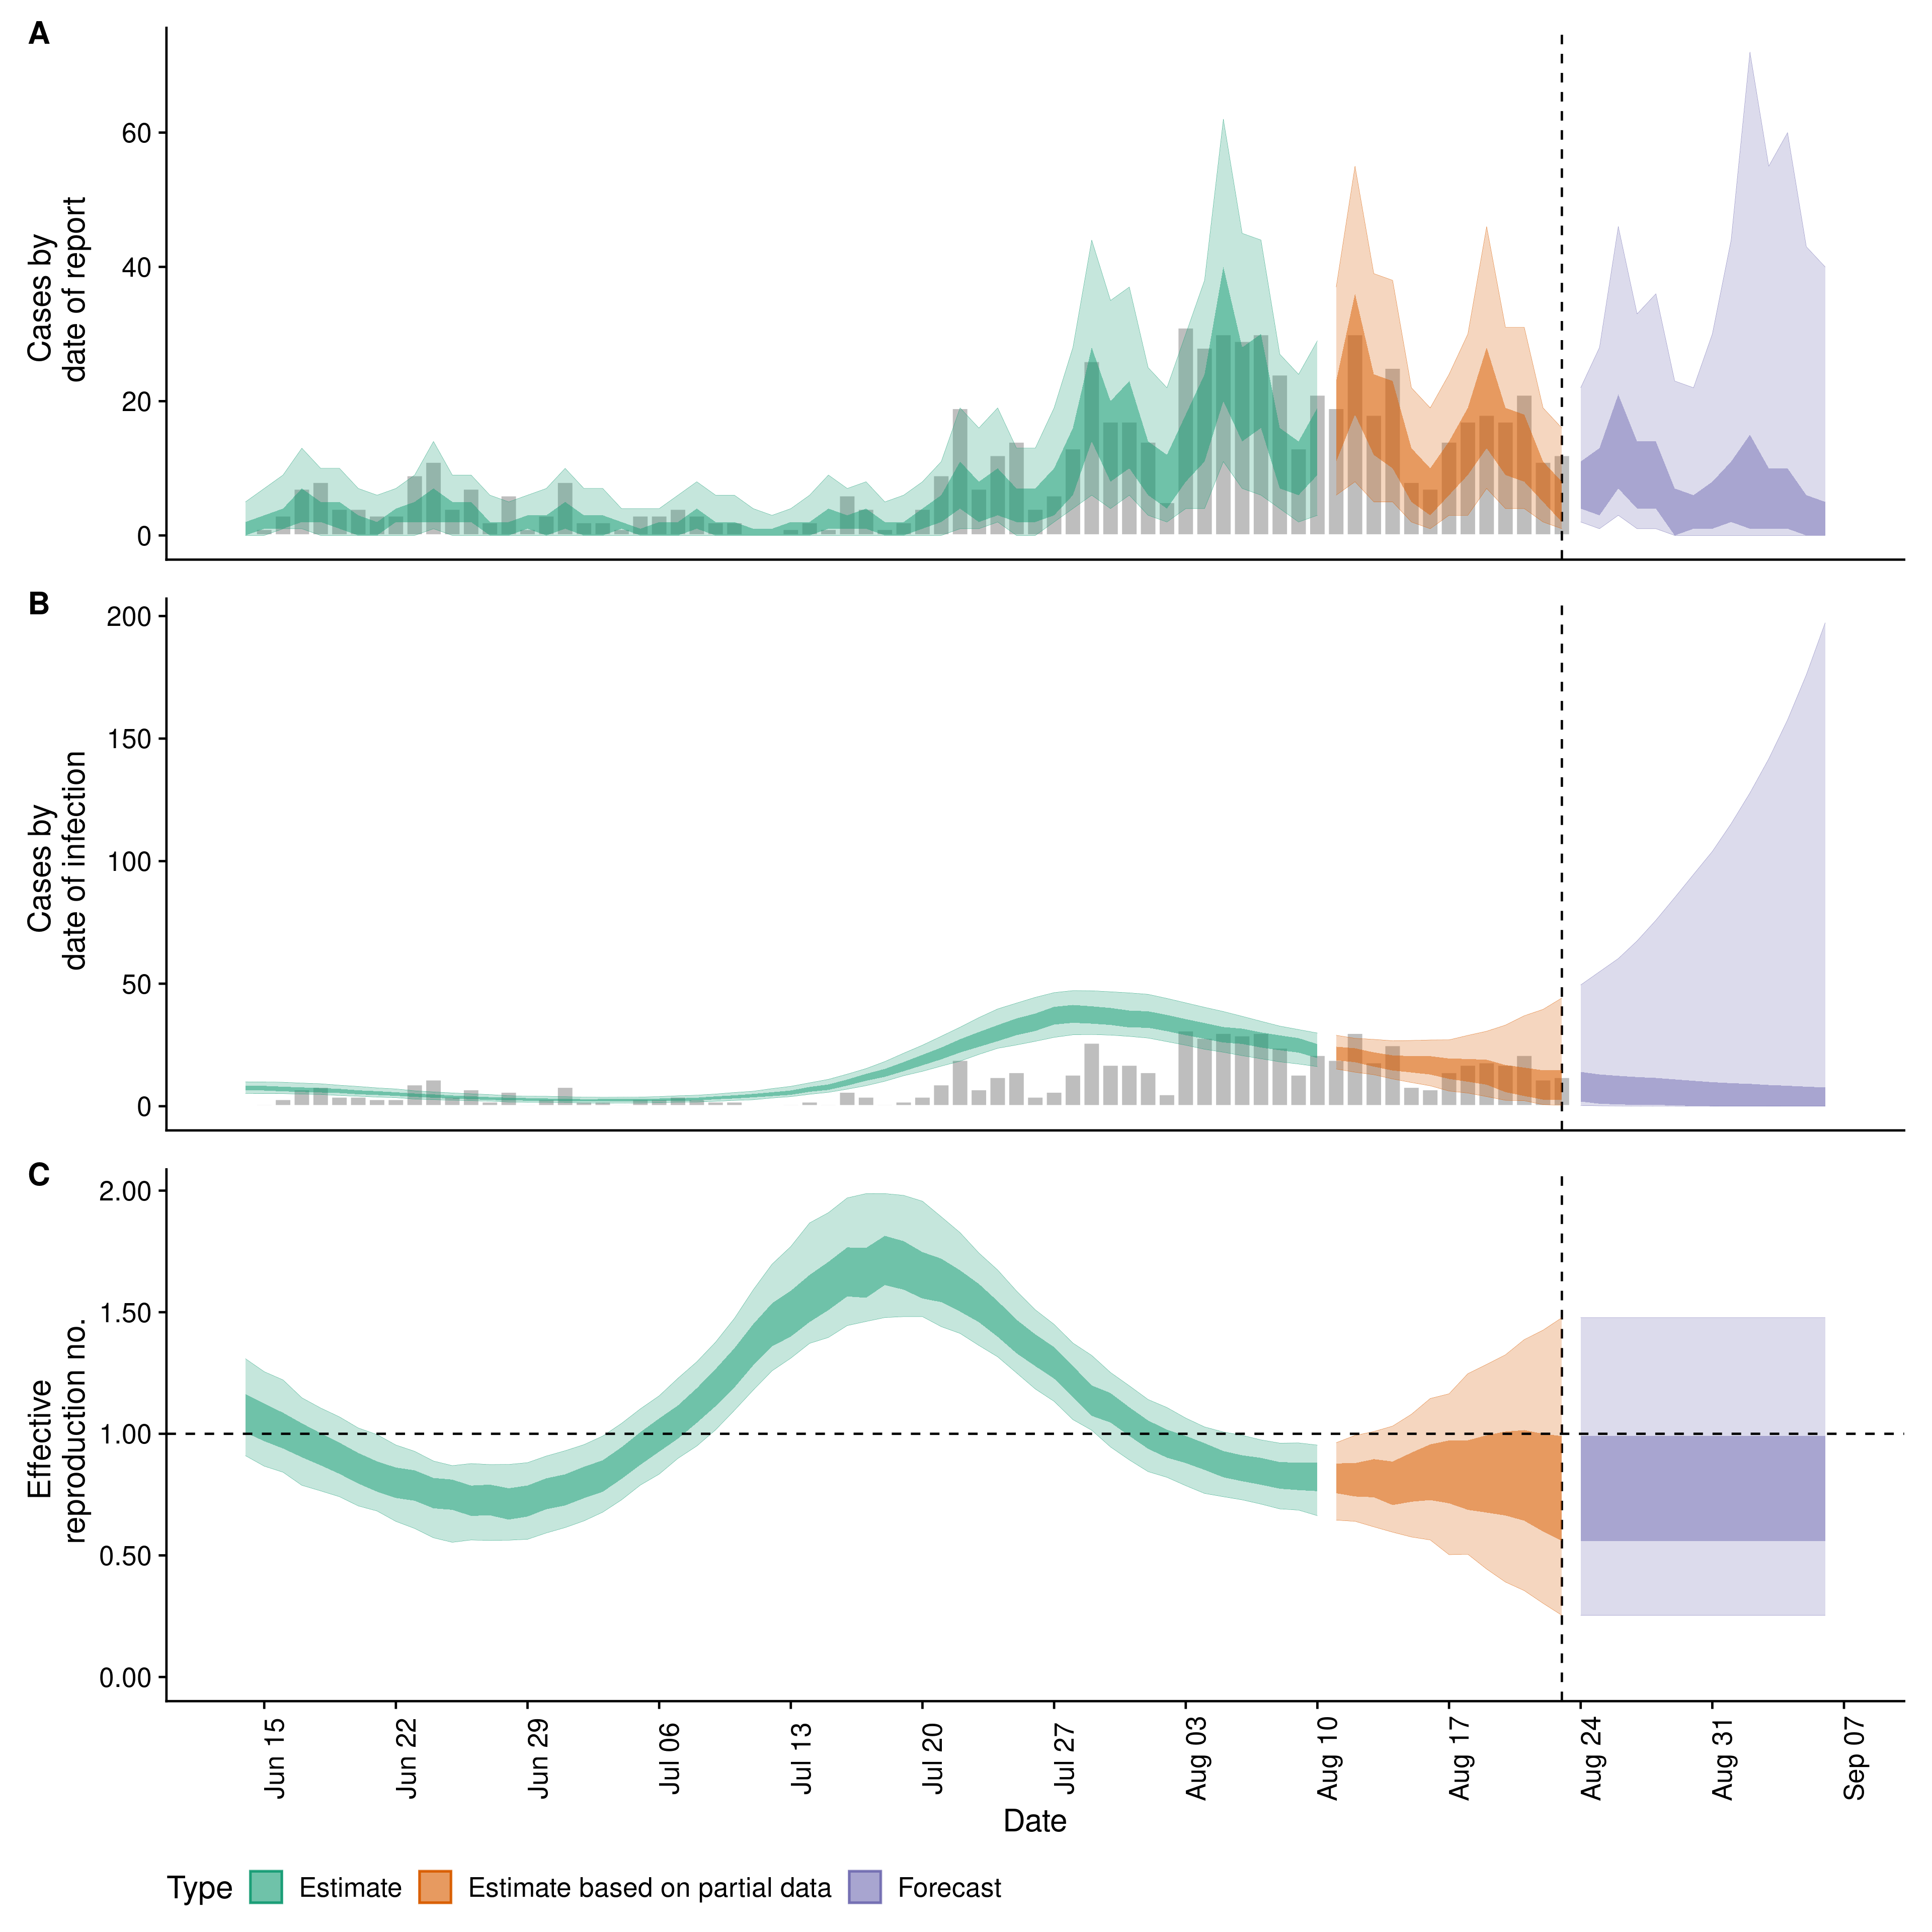 A
Cases by
date of report
60
40
20
0
B
Cases by
date of infection
200
150
100
50
0
C
Effective
reproduction no.
2.00
1.50
1.00
0.50
0.00
Jun 15
Jun 22
Jun 29
Jul 06
Jul 13
Jul 20
Jul 27
Aug 03
Aug 10
Aug 17
Aug 24
Aug 31
Sep 07
Date
Type
Estimate
Estimate based on partial data
Forecast